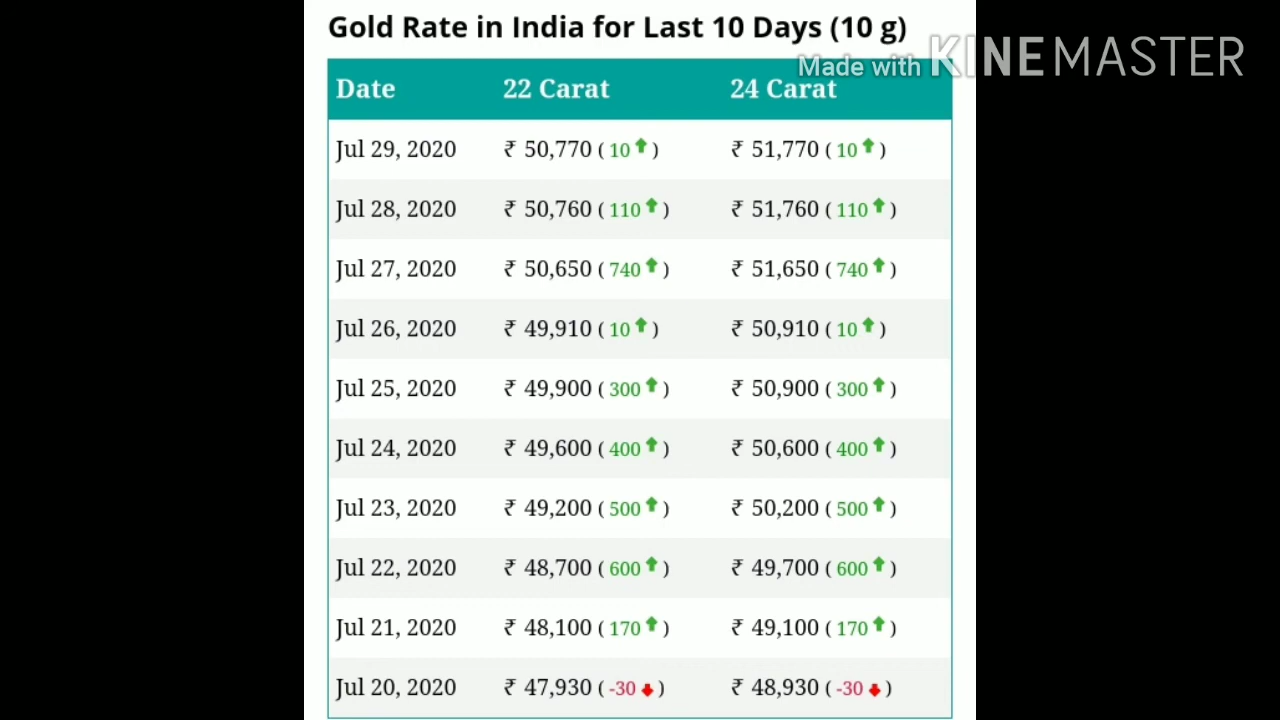 Gold Rate in India for Last 10 Days (10 g)
Made with KINEMASTER
Date 22 Carat 24 Carat
Jul 29, 2020 ₹ 50,770 ( 10 ⬆ ) ₹ 51,770 ( 10 ⬆ )
Jul 28, 2020 ₹ 50,760 ( 110 ⬆ ) ₹ 51,760 ( 110 ⬆ )
Jul 27, 2020 ₹ 50,650 ( 740 ⬆ ) ₹ 51,650 ( 740 ⬆ )
Jul 26, 2020 ₹ 49,910 ( 10 ⬆ ) ₹ 50,910 ( 10 ⬆ )
Jul 25, 2020 ₹ 49,900 ( 300 ⬆ ) ₹ 50,900 ( 300 ⬆ )
Jul 24, 2020 ₹ 49,600 ( 400 ⬆ ) ₹ 50,600 ( 400 ⬆ )
Jul 23, 2020 ₹ 49,200 ( 500 ⬆ ) ₹ 50,200 ( 500 ⬆ )
Jul 22, 2020 ₹ 48,700 ( 600 ⬆ ) ₹ 49,700 ( 600 ⬆ )
Jul 21, 2020 ₹ 48,100 ( 170 ⬆ ) ₹ 49,100 ( 170 ⬆ )
Jul 20, 2020 ₹ 47,930 ( -30 ⬇ ) ₹ 48,930 ( -30 ⬇ )